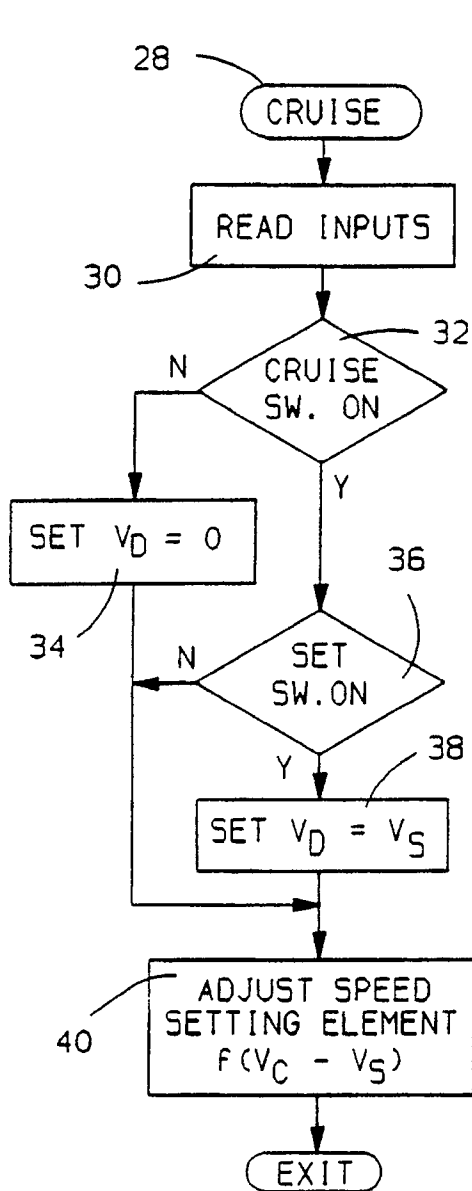 28
CRUISE
READ INPUTS
30
32
N
CRUISE
SW. ON
Y
SET V_D = 0
34
36
N
SET
SW.ON
Y
38
SET V_D = V_S
40
ADJUST SPEED
SETTING ELEMENT
f(V_C - V_S)
EXIT